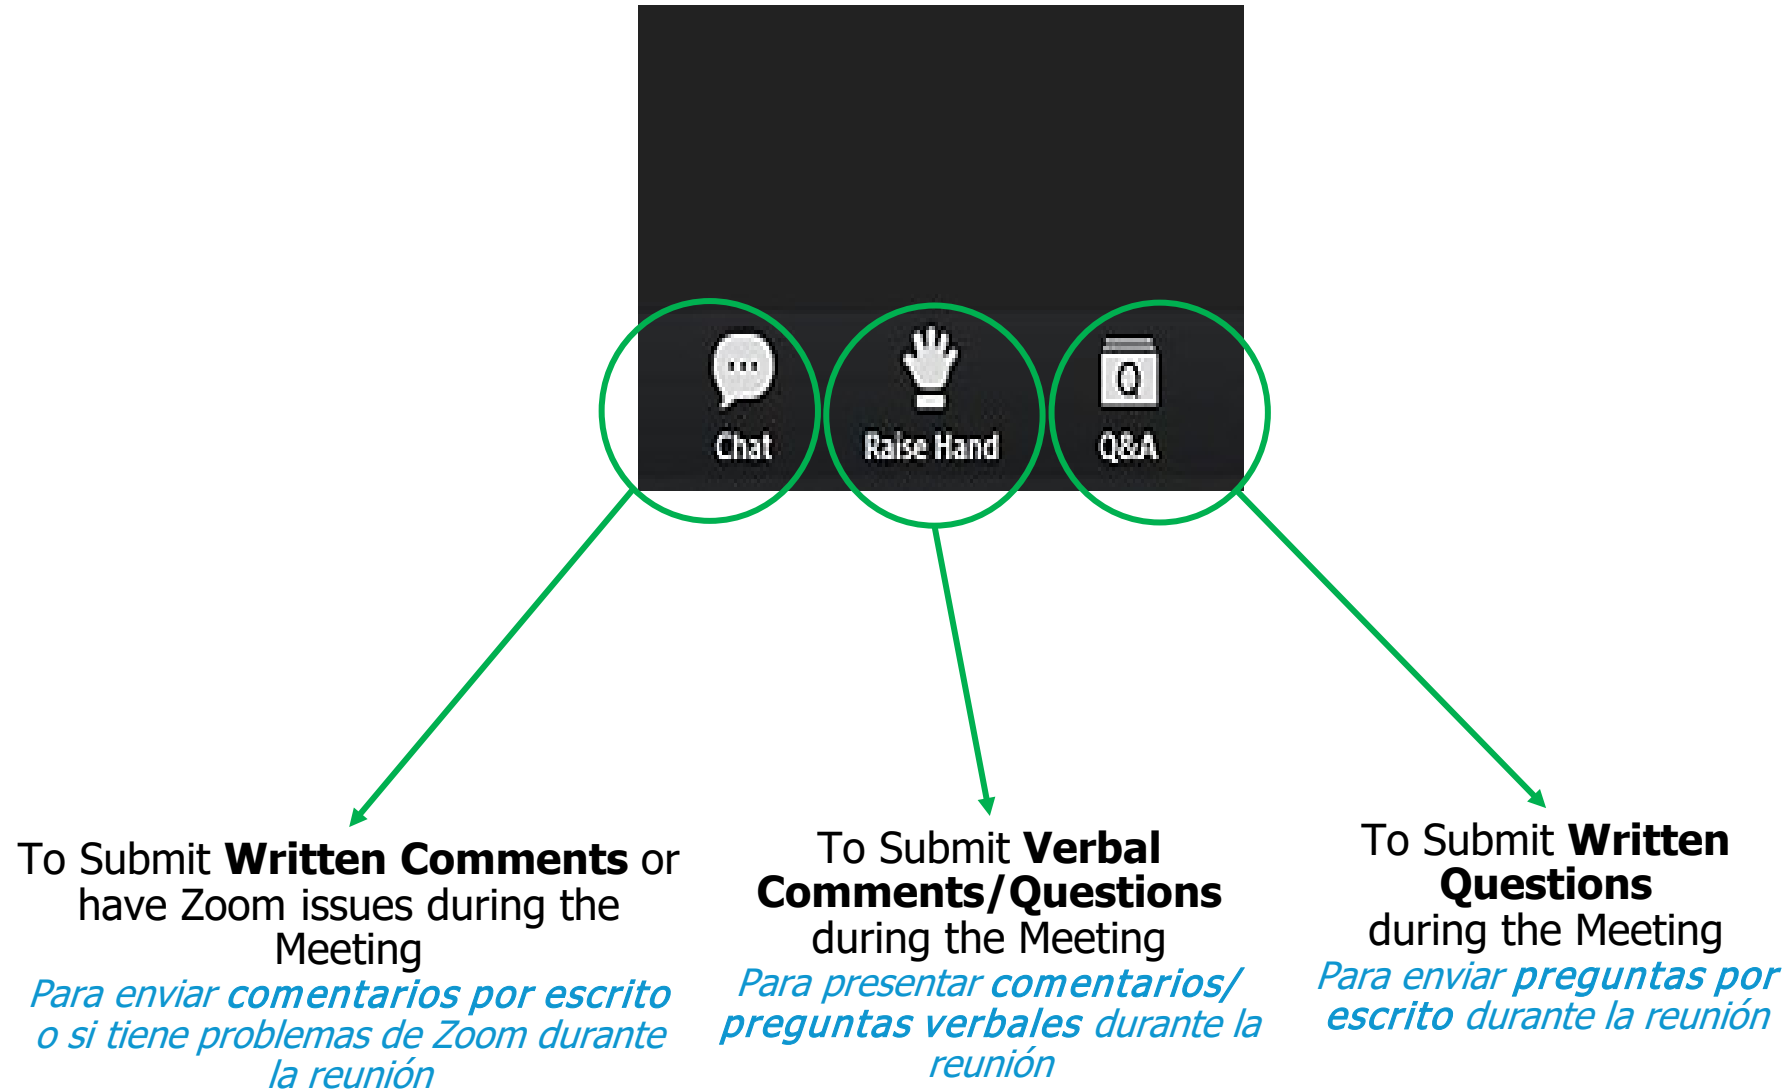 Chat
Raise Hand
Q&A
Q
To Submit Written Comments or
have Zoom issues during the
Meeting
Para enviar comentarios por escrito
o si tiene problemas de Zoom durante
la reunión
To Submit Verbal
Comments/Questions
during the Meeting
Para presentar comentarios/
preguntas verbales durante la
reunión
To Submit Written
Questions
during the Meeting
Para enviar preguntas por
escrito durante la reunión